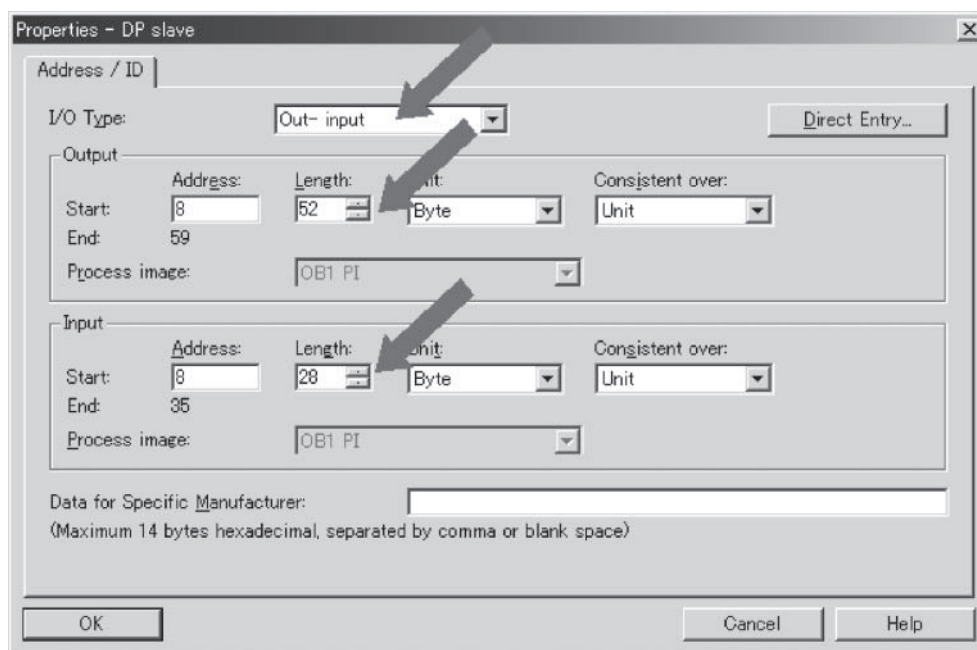 Properties - DP slave
Address / ID
I/O Type: Out- input Direct Entry...
Output
Address: Length: Consistent over:
Start: 8 52 Byte Unit
End: 59
Process image: OB1 PI
Input
Address: Length: Unit: Consistent over:
Start: 8 28 Byte Unit
End: 35
Process image: OB1 PI
Data for Specific Manufacturer:
(Maximum 14 bytes hexadecimal, separated by comma or blank space)
OK Cancel Help